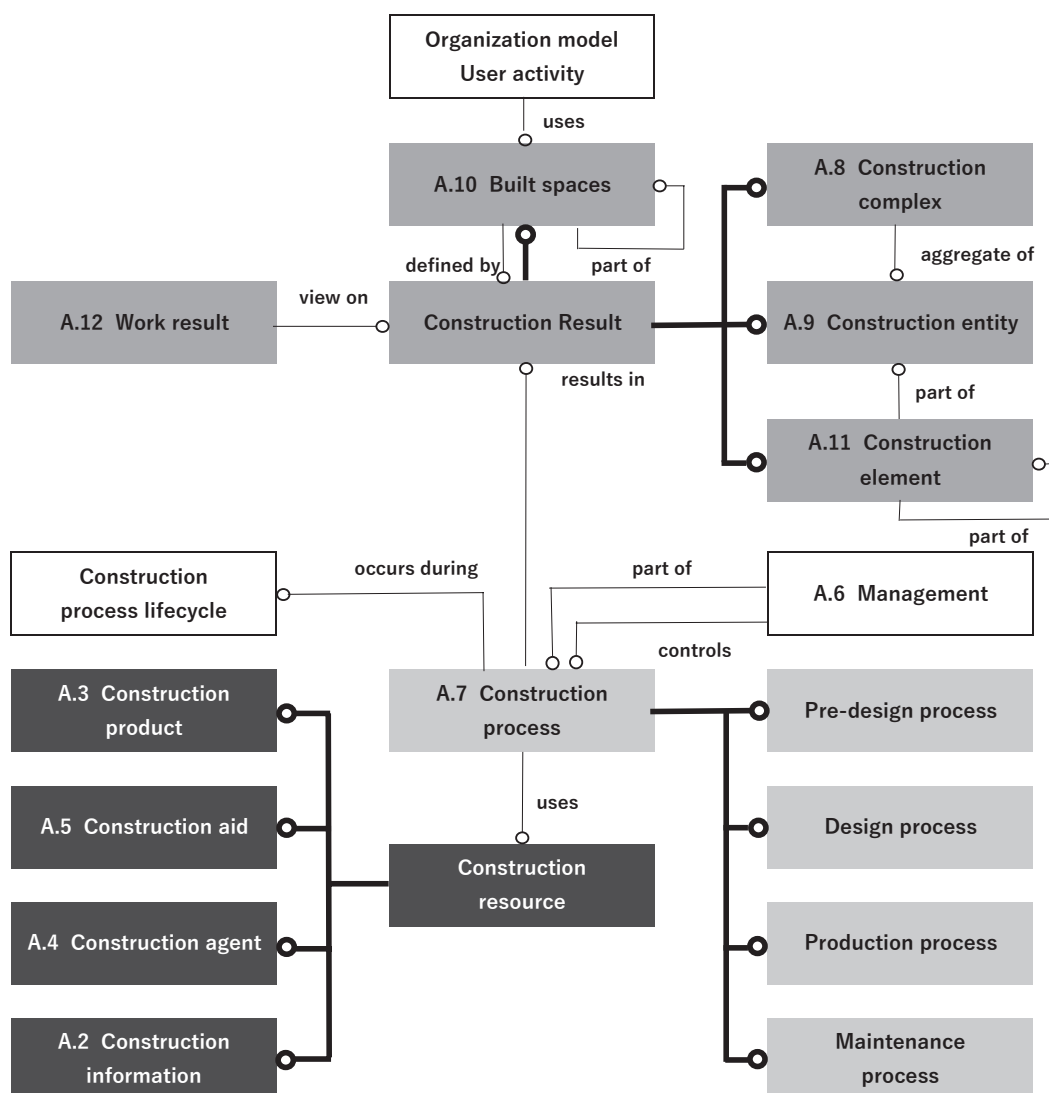 Organization model
User activity
uses
A.10 Built spaces
A.8 Construction
complex
defined by
part of
aggregate of
A.12 Work result
view on
Construction Result
A.9 Construction entity
results in
part of
A.11 Construction
element
part of
Construction
process lifecycle
occurs during
part of
A.6 Management
controls
A.3 Construction
product
A.7 Construction
process
Pre-design process
uses
A.5 Construction aid
Design process
Construction
resource
A.4 Construction agent
Production process
A.2 Construction
information
Maintenance
process